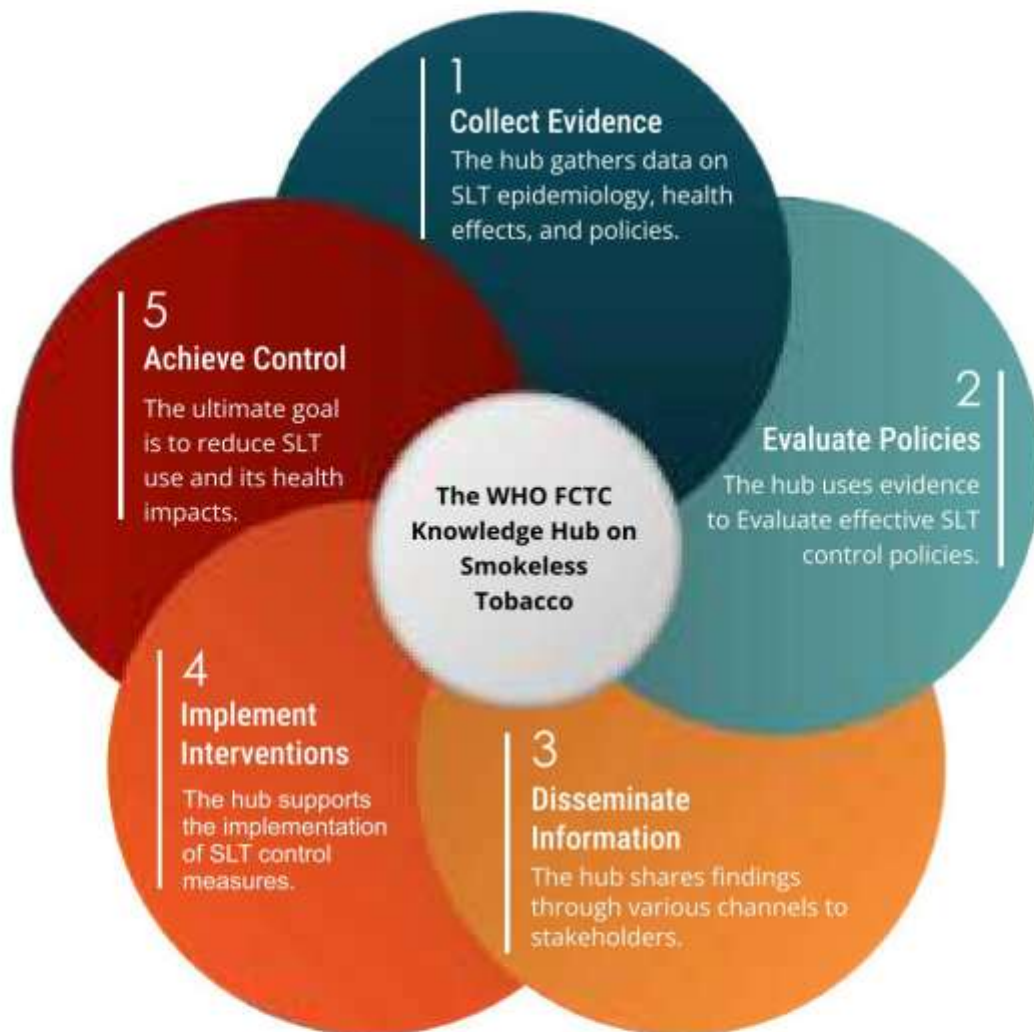 1
Collect Evidence
The hub gathers data on
SLT epidemiology, health
effects, and policies.
2
Evaluate Policies
The hub uses evidence
to Evaluate effective SLT
control policies.
3
Disseminate
Information
The hub shares findings
through various channels to
stakeholders.
4
Implement
Interventions
The hub supports
the implementation
of SLT control
measures.
5
Achieve Control
The ultimate goal
is to reduce SLT
use and its health
impacts.
The WHO FCTC
Knowledge Hub on
Smokeless
Tobacco